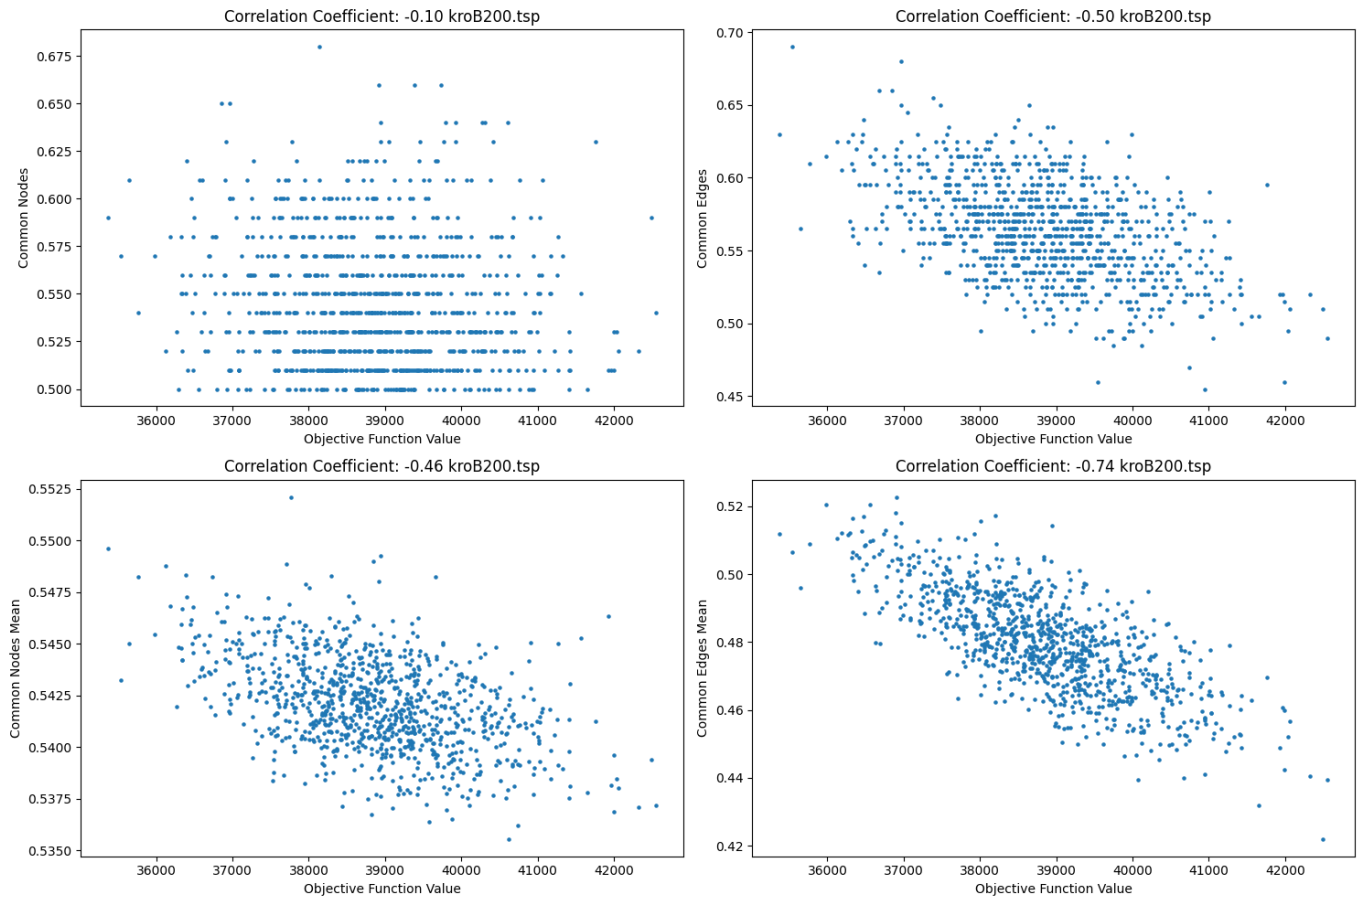 Correlation Coefficient: -0.10 kroB200.tsp
0.675
0.650
0.625
0.600
0.575
0.550
0.525
0.500
Common Nodes
36000 37000 38000 39000 40000 41000 42000
Objective Function Value
Correlation Coefficient: -0.50 kroB200.tsp
0.70
0.65
0.60
0.55
0.50
0.45
Common Edges
36000 37000 38000 39000 40000 41000 42000
Objective Function Value
Correlation Coefficient: -0.46 kroB200.tsp
0.5525
0.5500
0.5475
0.5450
0.5425
0.5400
0.5375
0.5350
Common Nodes Mean
36000 37000 38000 39000 40000 41000 42000
Objective Function Value
Correlation Coefficient: -0.74 kroB200.tsp
0.52
0.50
0.48
0.46
0.44
0.42
Common Edges Mean
36000 37000 38000 39000 40000 41000 42000
Objective Function Value